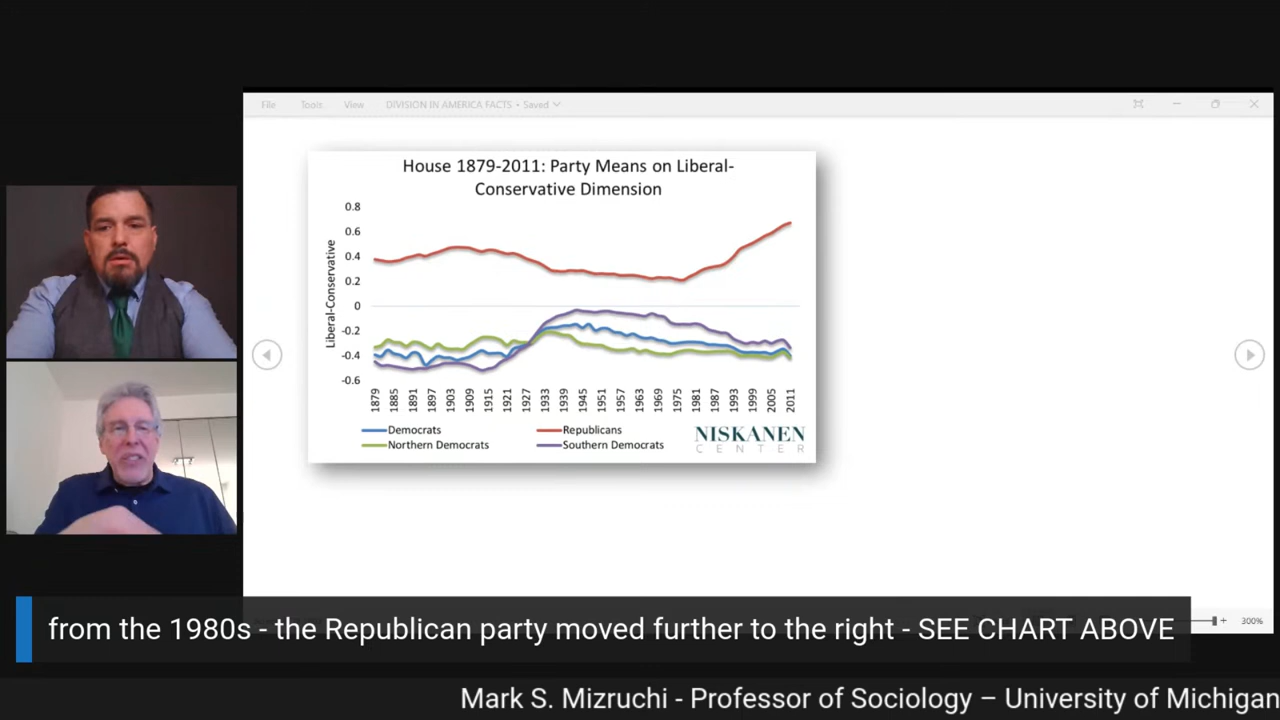 File Tools View DIVISION IN AMERICA FACTS • Saved
House 1879-2011: Party Means on Liberal-
Conservative Dimension
Liberal-Conservative
0.8
0.6
0.4
0.2
0
-0.2
-0.4
-0.6
1879 1885 1891 1897 1903 1909 1915 1921 1927 1933 1939 1945 1951 1957 1963 1969 1975 1981 1987 1993 1999 2005 2011
Democrats Republicans
Northern Democrats Southern Democrats
NISKANEN
CENTER
300%
from the 1980s - the Republican party moved further to the right - SEE CHART ABOVE
Mark S. Mizruchi - Professor of Sociology – University of Michigan